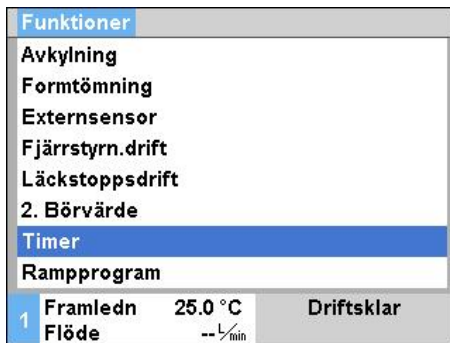 Funktioner
Avkylning
Formtömning
Externsensor
Fjärrstyrn.drift
Läckstoppsdrift
2. Börvärde
Timer
Rampprogram
1 Framledn 25.0 °C Driftsklar
Flöde -- L/min